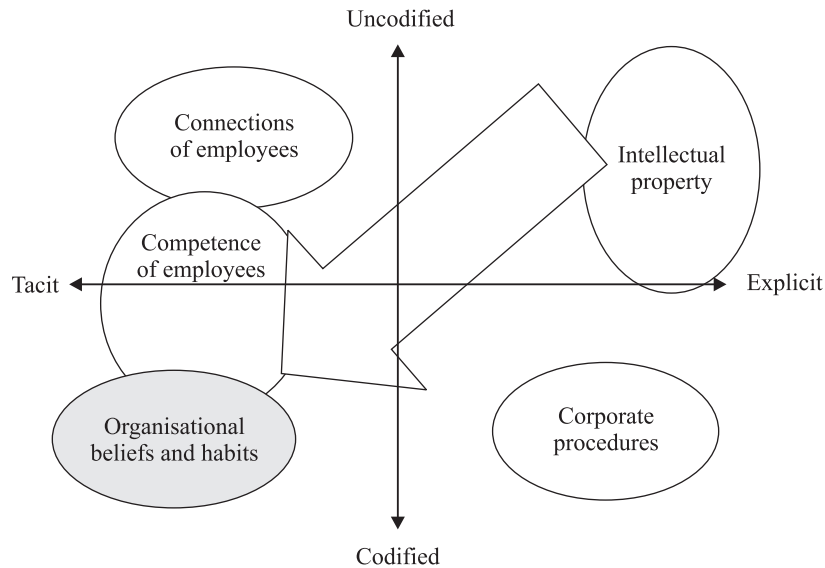 Uncodified
Connections
of employees
Intellectual
property
Competence
of employees
Tacit
Explicit
Organisational
beliefs and habits
Corporate
procedures
Codified